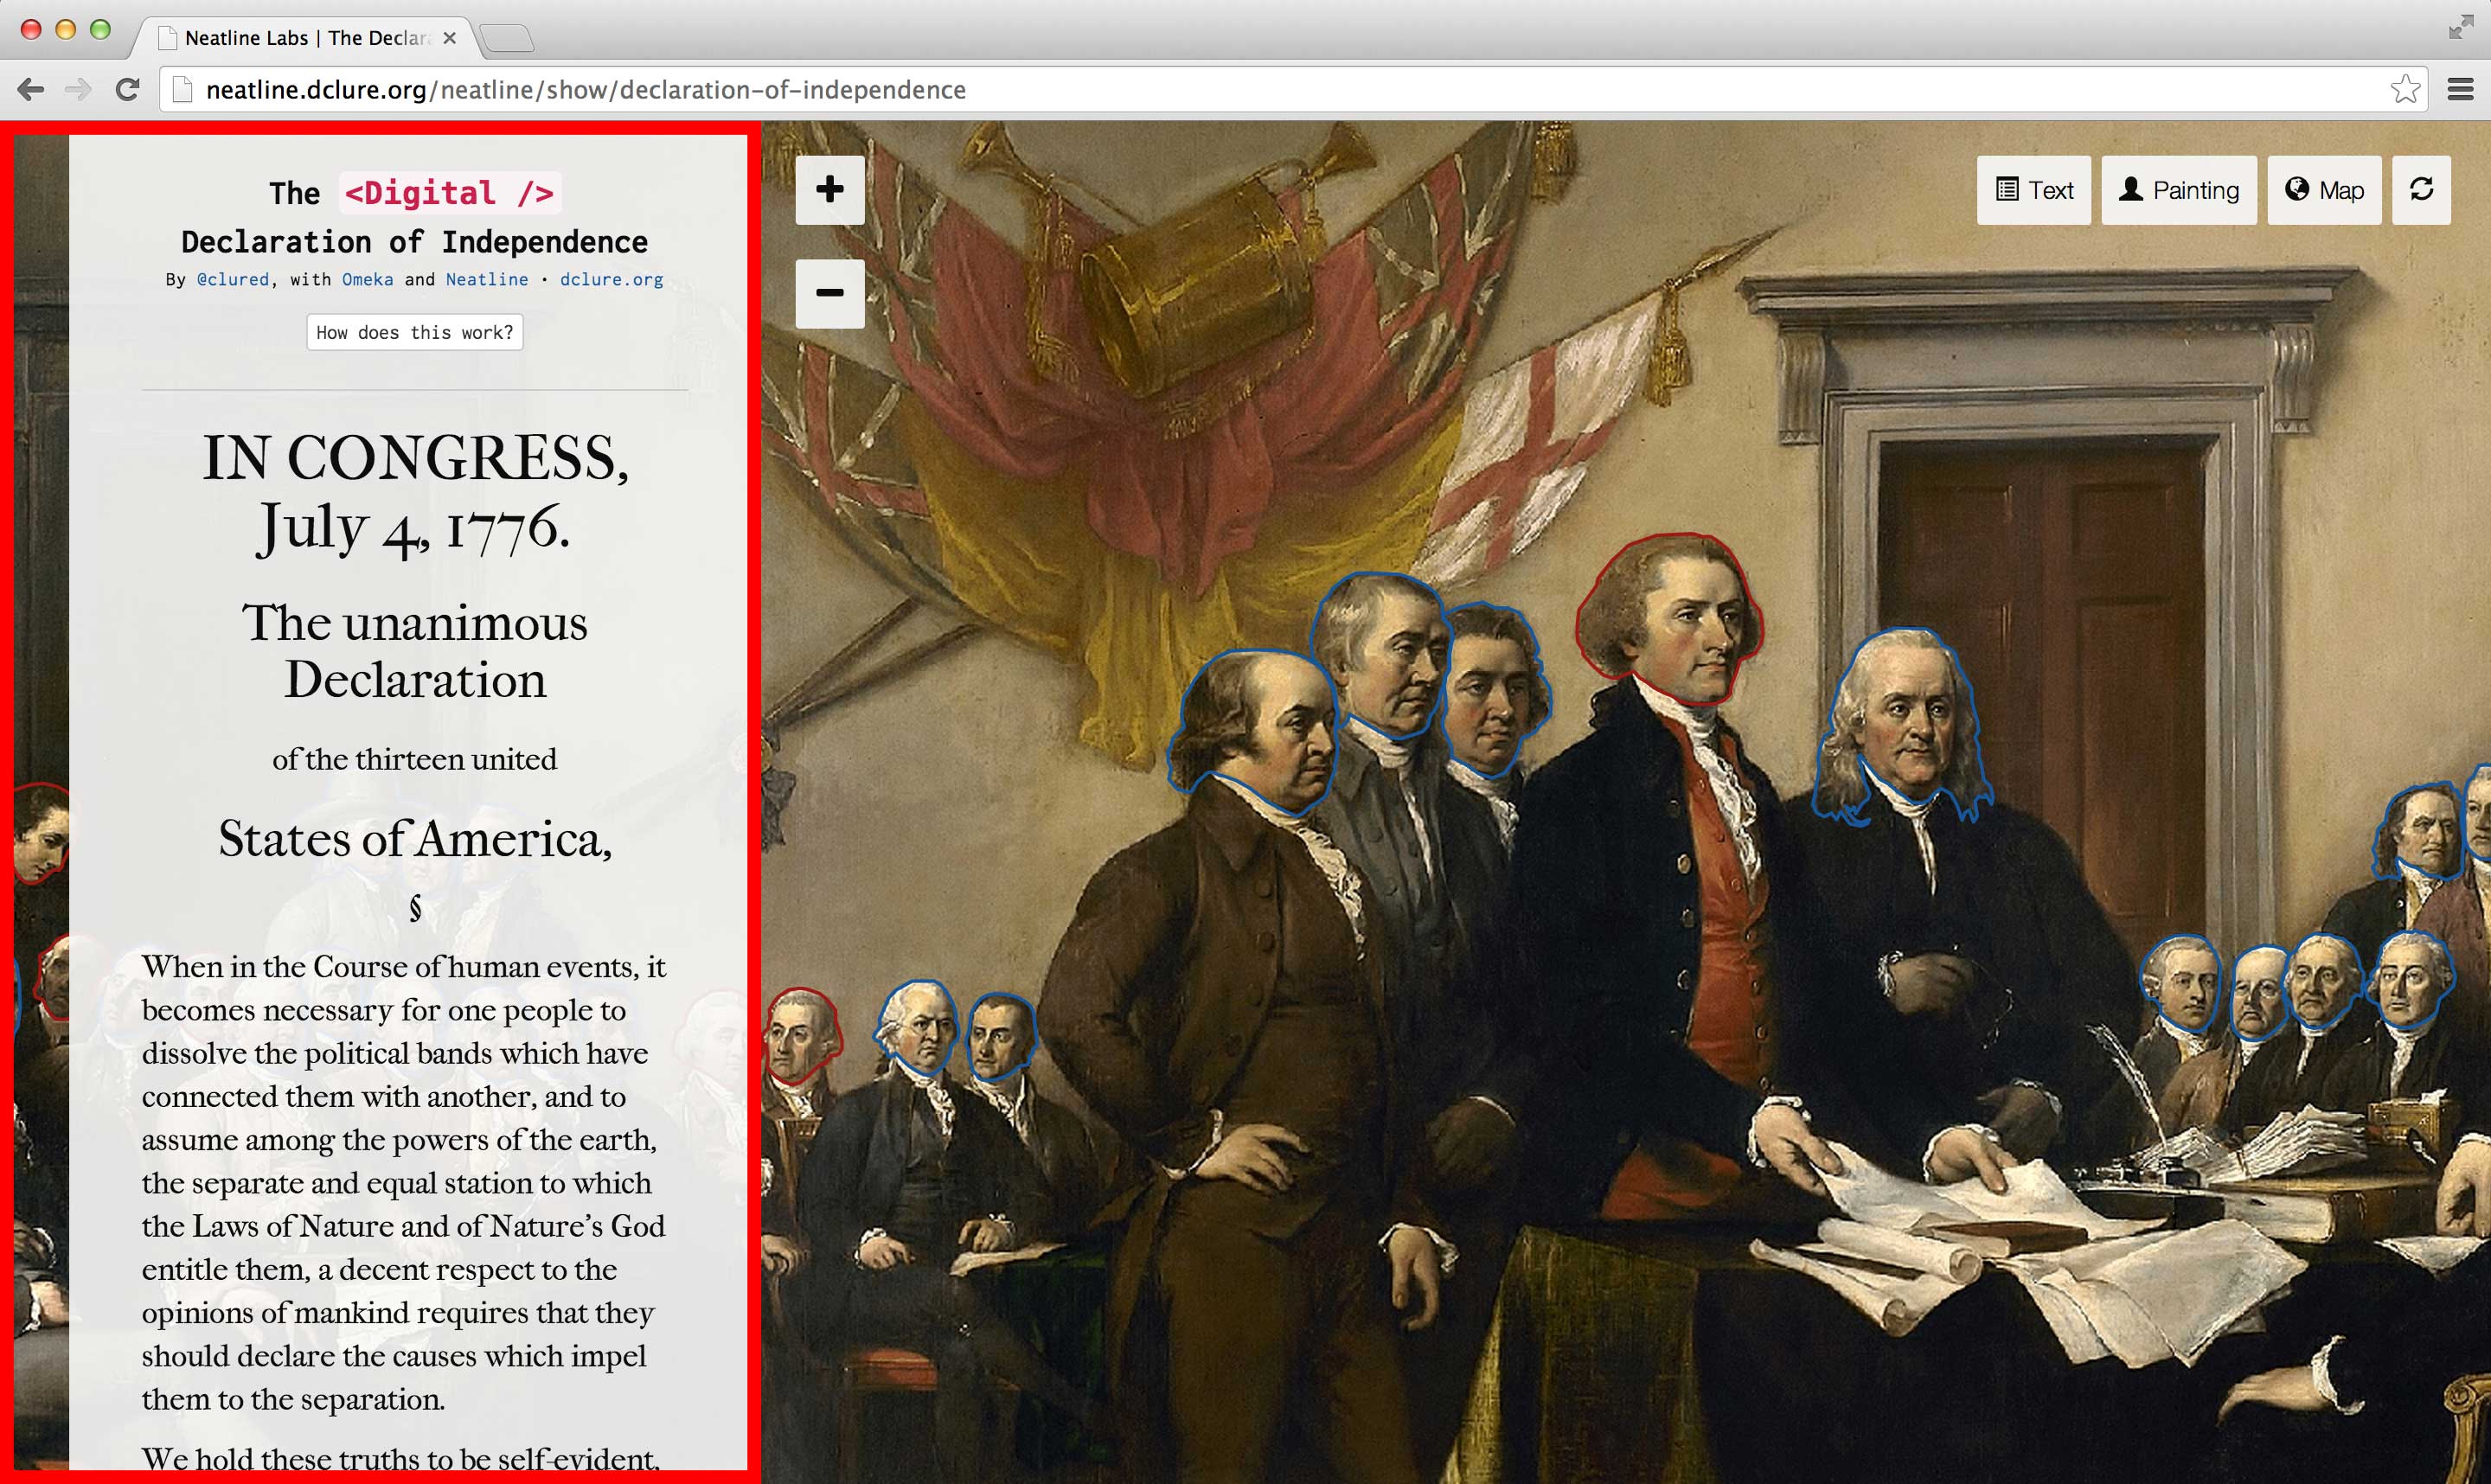 Neatline Labs | The Declar
neatline.dclure.org/neatline/show/declaration-of-independence
The <Digital />
Declaration of Independence
By @clured, with Omeka and Neatline • dclure.org
How does this work?
IN CONGRESS,
July 4, 1776.
The unanimous
Declaration
of the thirteen united
States of America,
§
When in the Course of human events, it
becomes necessary for one people to
dissolve the political bands which have
connected them with another, and to
assume among the powers of the earth,
the separate and equal station to which
the Laws of Nature and of Nature's God
entitle them, a decent respect to the
opinions of mankind requires that they
should declare the causes which impel
them to the separation.
We hold these truths to be self-evident,
Text Painting Map